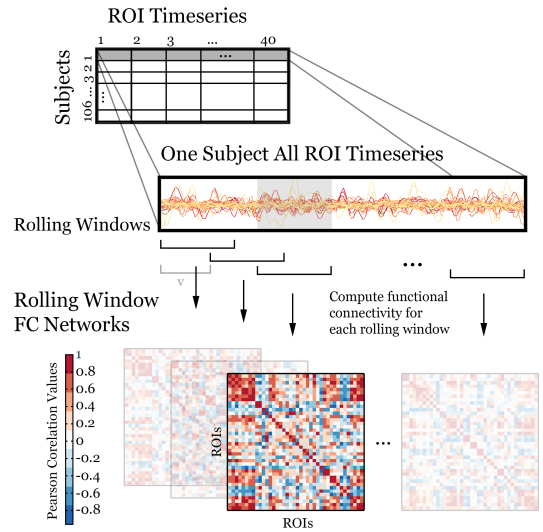 ROI Timeseries
1 2 3 ... 40
Subjects
1
2
3
...
106
...
One Subject All ROI Timeseries
Rolling Windows
v
...
Rolling Window
FC Networks
Compute functional
connectivity for
each rolling window
Pearson Corelation Values
1
0.8
0.6
0.4
0.2
0
-0.2
-0.4
-0.6
-0.8
ROIs
ROIs
...